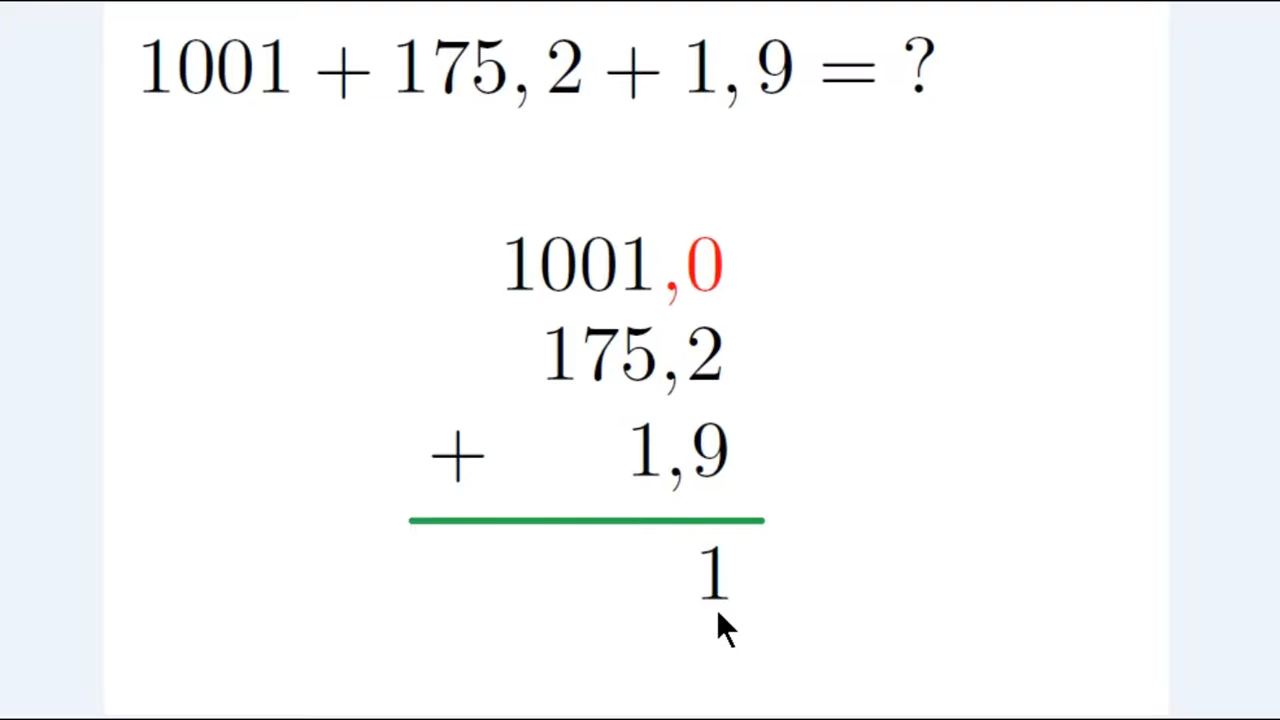 1001 + 175, 2 + 1, 9 = ?
1001,0
175,2
+ 1,9
1